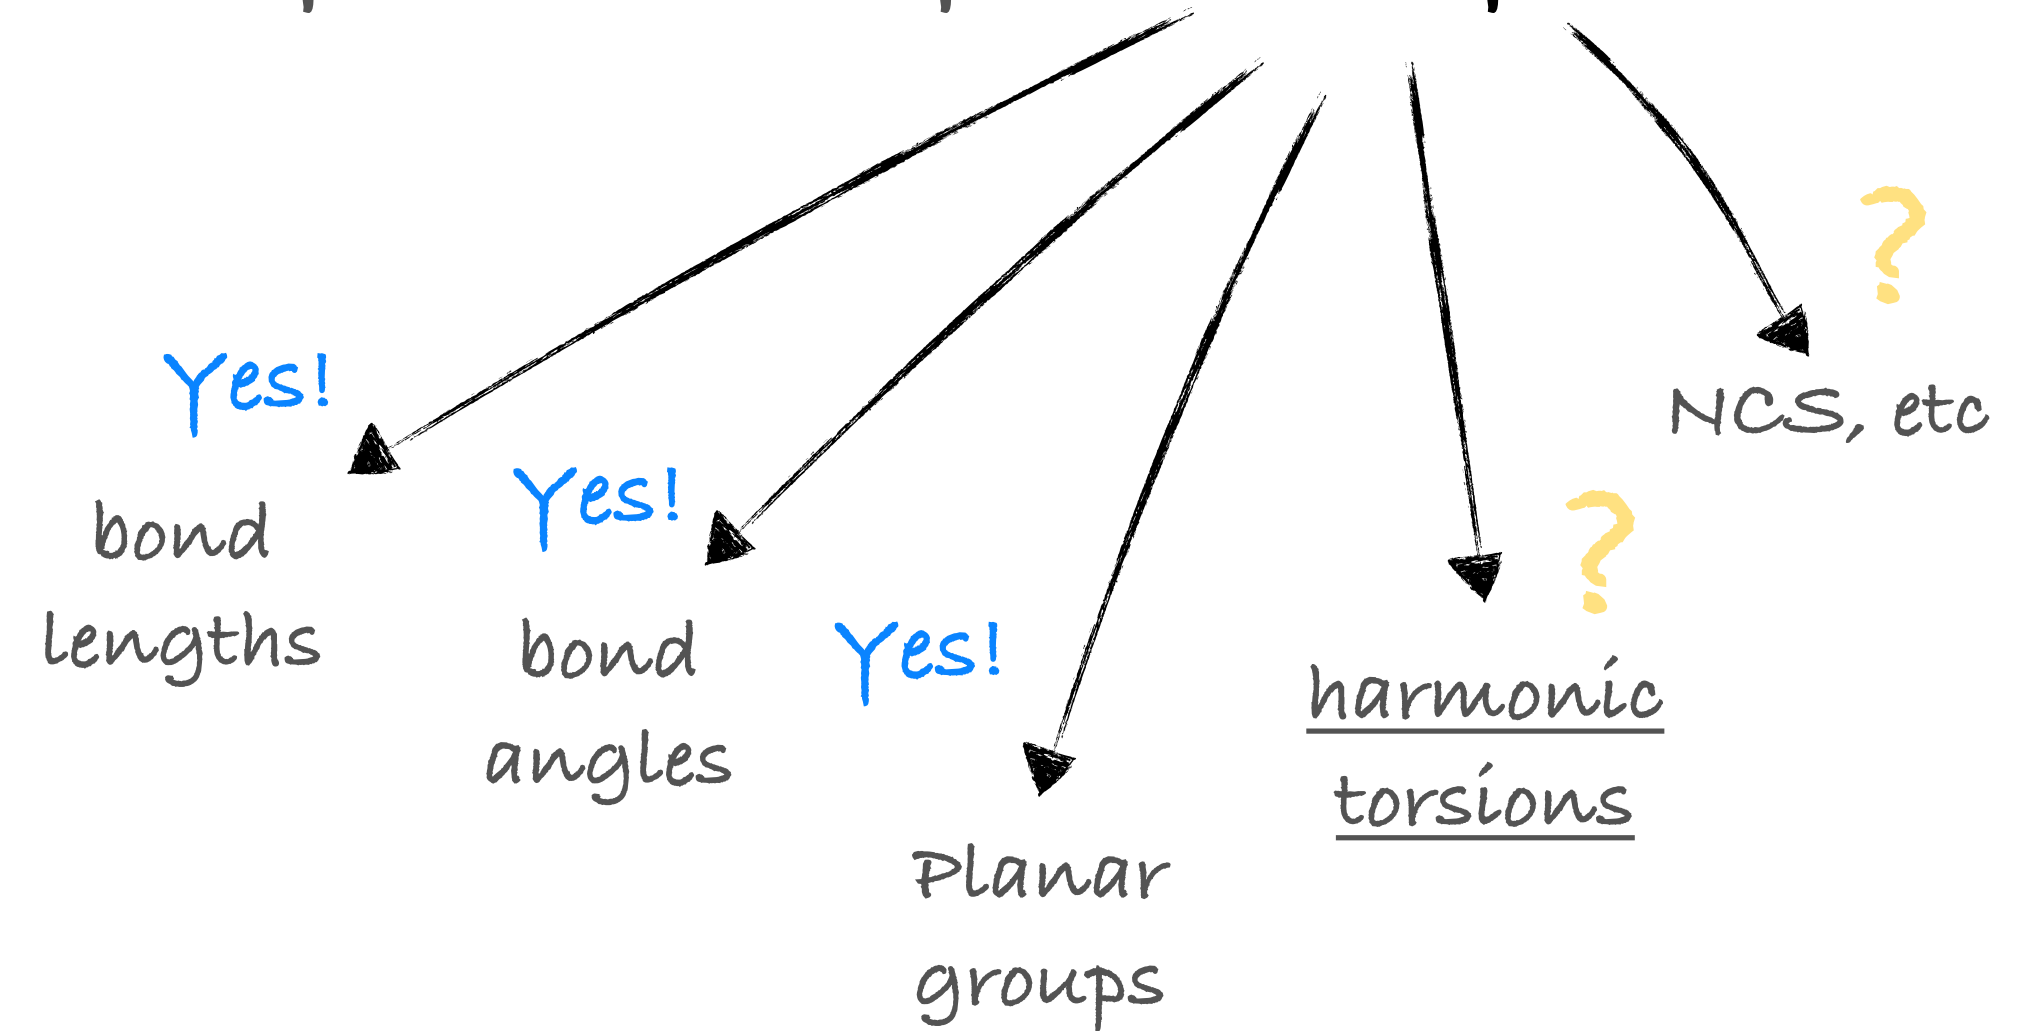 ?
Yes!
NCS, etc
Yes!
?
bond
lengths
bond
angles
Yes!
harmonic
torsions
Planar
groups